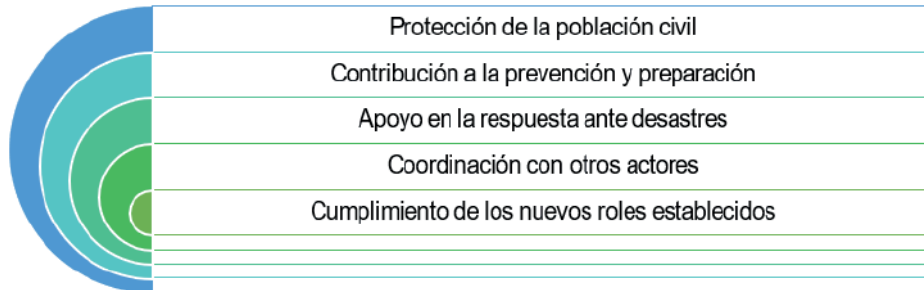 Protección de la población civil
Contribución a la prevención y preparación
Apoyo en la respuesta ante desastres
Coordinación con otros actores
Cumplimiento de los nuevos roles establecidos